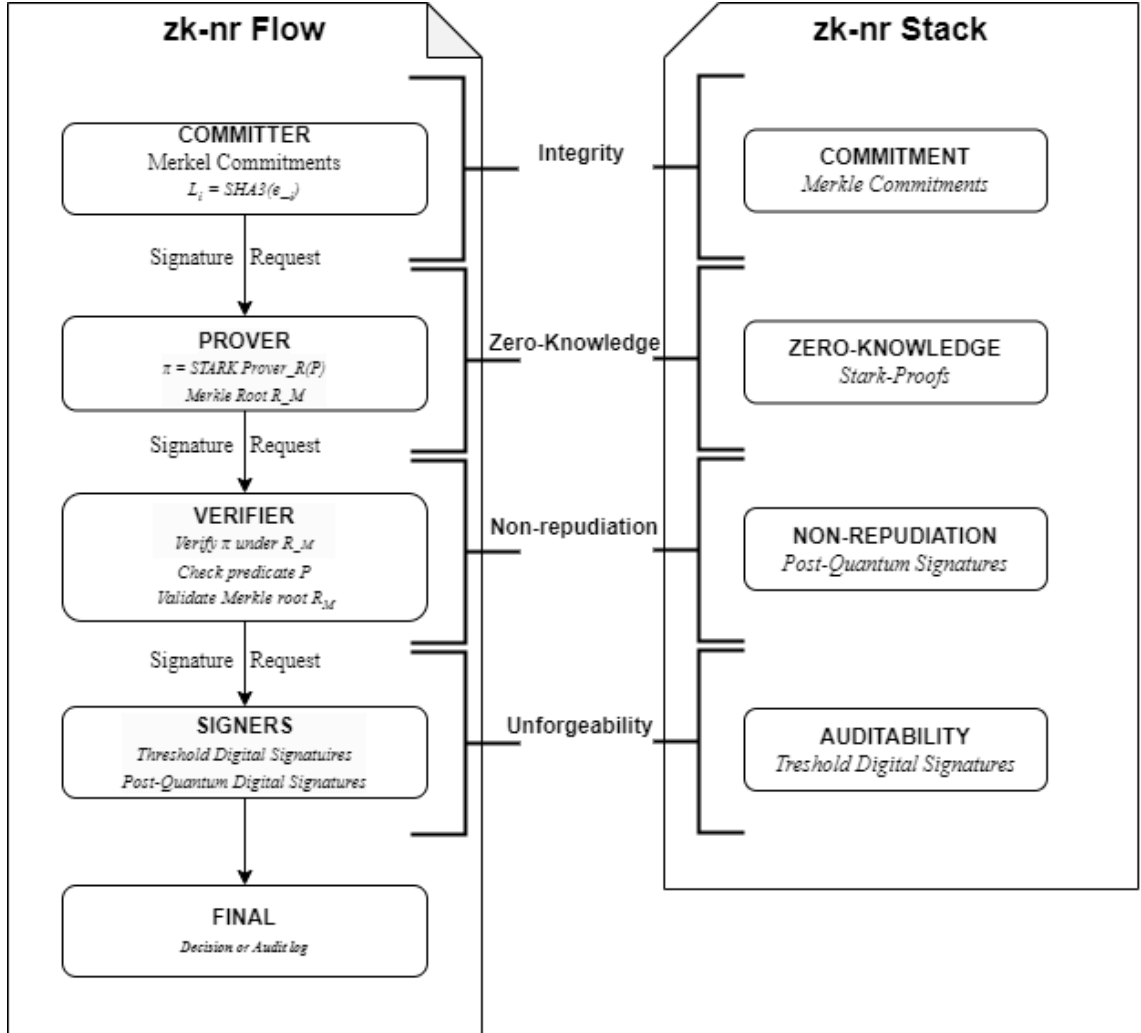 zk-nr Flow
COMMITTER
Merkel Commitments
L_i = SHA3(e__i)
Signature Request
PROVER
π = STARK Prover_R(P)
Merkle Root R_M
Signature Request
VERIFIER
Verify π under R_M
Check predicate P
Validate Merkle root R_M
Signature Request
SIGNERS
Threshold Digital Signatuires
Post-Quantum Digital Signatures
FINAL
Decision or Audit log
Integrity
Zero-Knowledge
Non-repudiation
Unforgeability
zk-nr Stack
COMMITMENT
Merkle Commitments
ZERO-KNOWLEDGE
Stark-Proofs
NON-REPUDIATION
Post-Quantum Signatures
AUDITABILITY
Treshold Digital Signatures